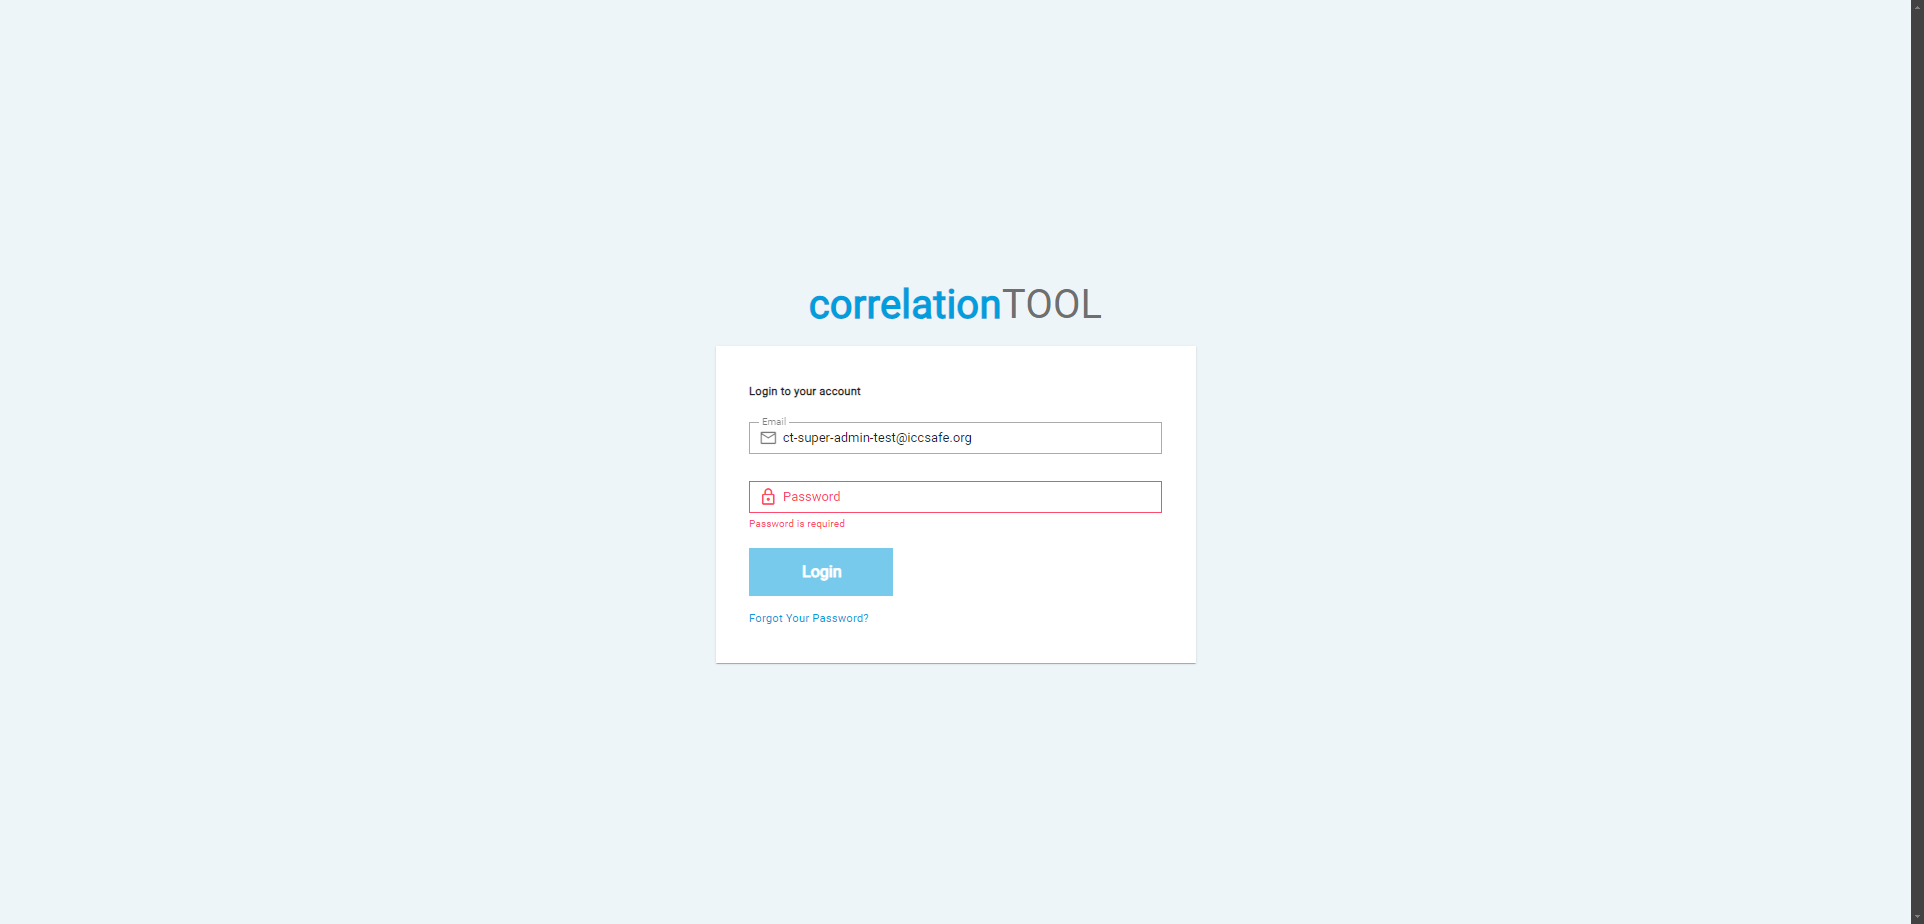 correlationTOOL
Login to your account
Email
ct-super-admin-test@iccsafe.org
Password
Password is required
Login
Forgot Your Password?